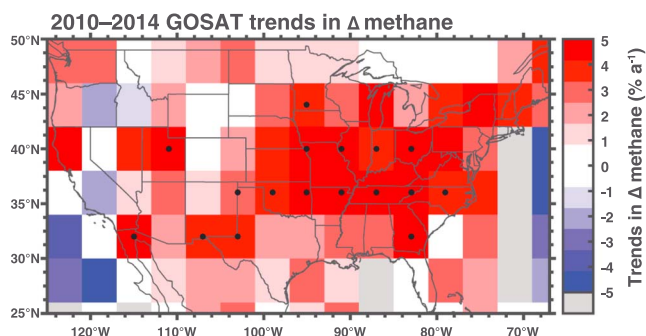 2010–2014 GOSAT trends in Δ methane
50°N
45°N
40°N
35°N
30°N
25°N
120°W 110°W 100°W 90°W 80°W 70°W
5
4
3
2
1
0
-1
-2
-3
-4
-5
Trends in Δ methane (% a⁻¹)